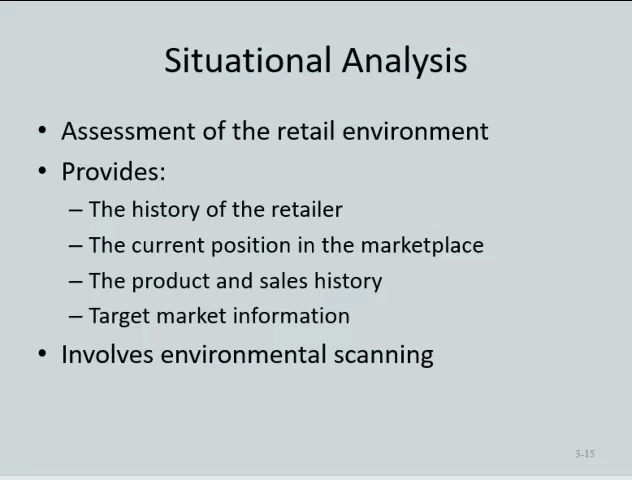 Situational Analysis
• Assessment of the retail environment
• Provides:
– The history of the retailer
– The current position in the marketplace
– The product and sales history
– Target market information
• Involves environmental scanning
3-15